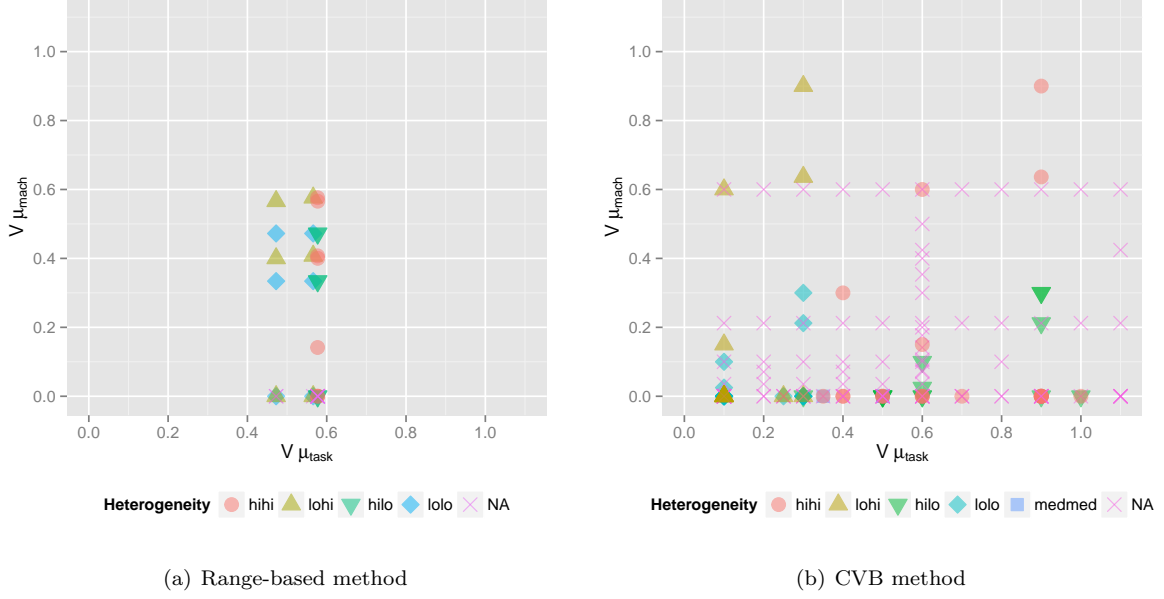 1.0
0.8
0.6
0.4
0.2
0.0
V μmach
0.0 0.2 0.4 0.6 0.8 1.0
V μtask
Heterogeneity hihi lohi hilo lolo NA
(a) Range-based method
1.0
0.8
0.6
0.4
0.2
0.0
V μmach
0.0 0.2 0.4 0.6 0.8 1.0
V μtask
Heterogeneity hihi lohi hilo lolo medmed NA
(b) CVB method